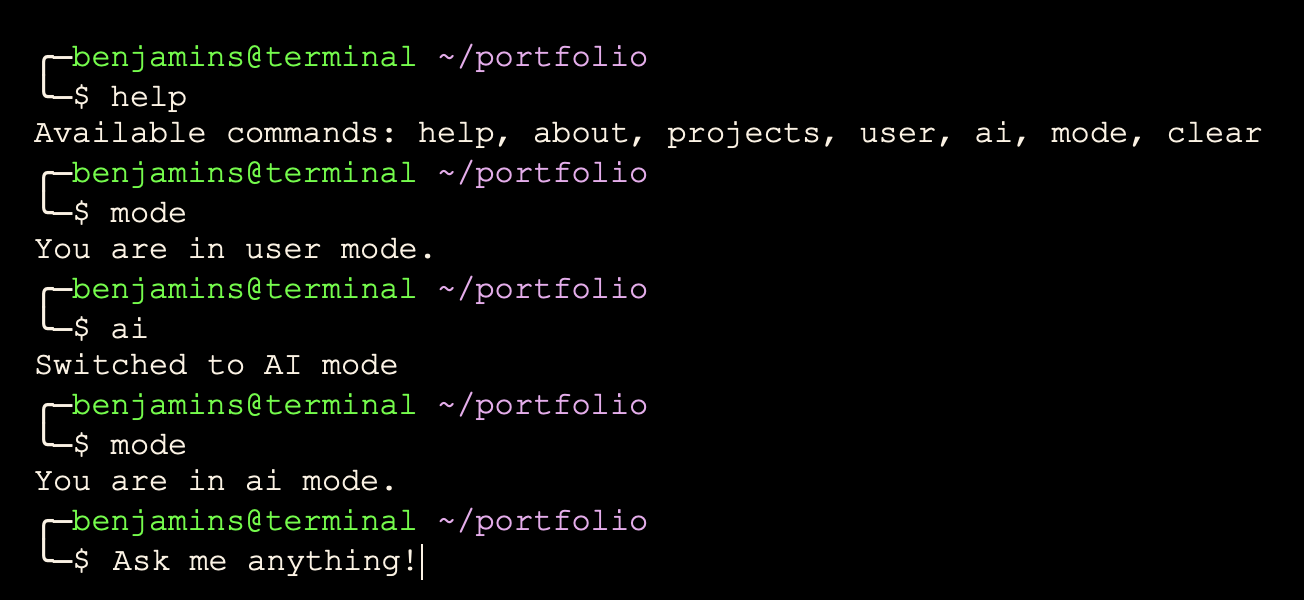 benjamins@terminal ~/portfolio
$ help
Available commands: help, about, projects, user, ai, mode, clear
benjamins@terminal ~/portfolio
$ mode
You are in user mode.
benjamins@terminal ~/portfolio
$ ai
Switched to AI mode
benjamins@terminal ~/portfolio
$ mode
You are in ai mode.
benjamins@terminal ~/portfolio
$ Ask me anything!